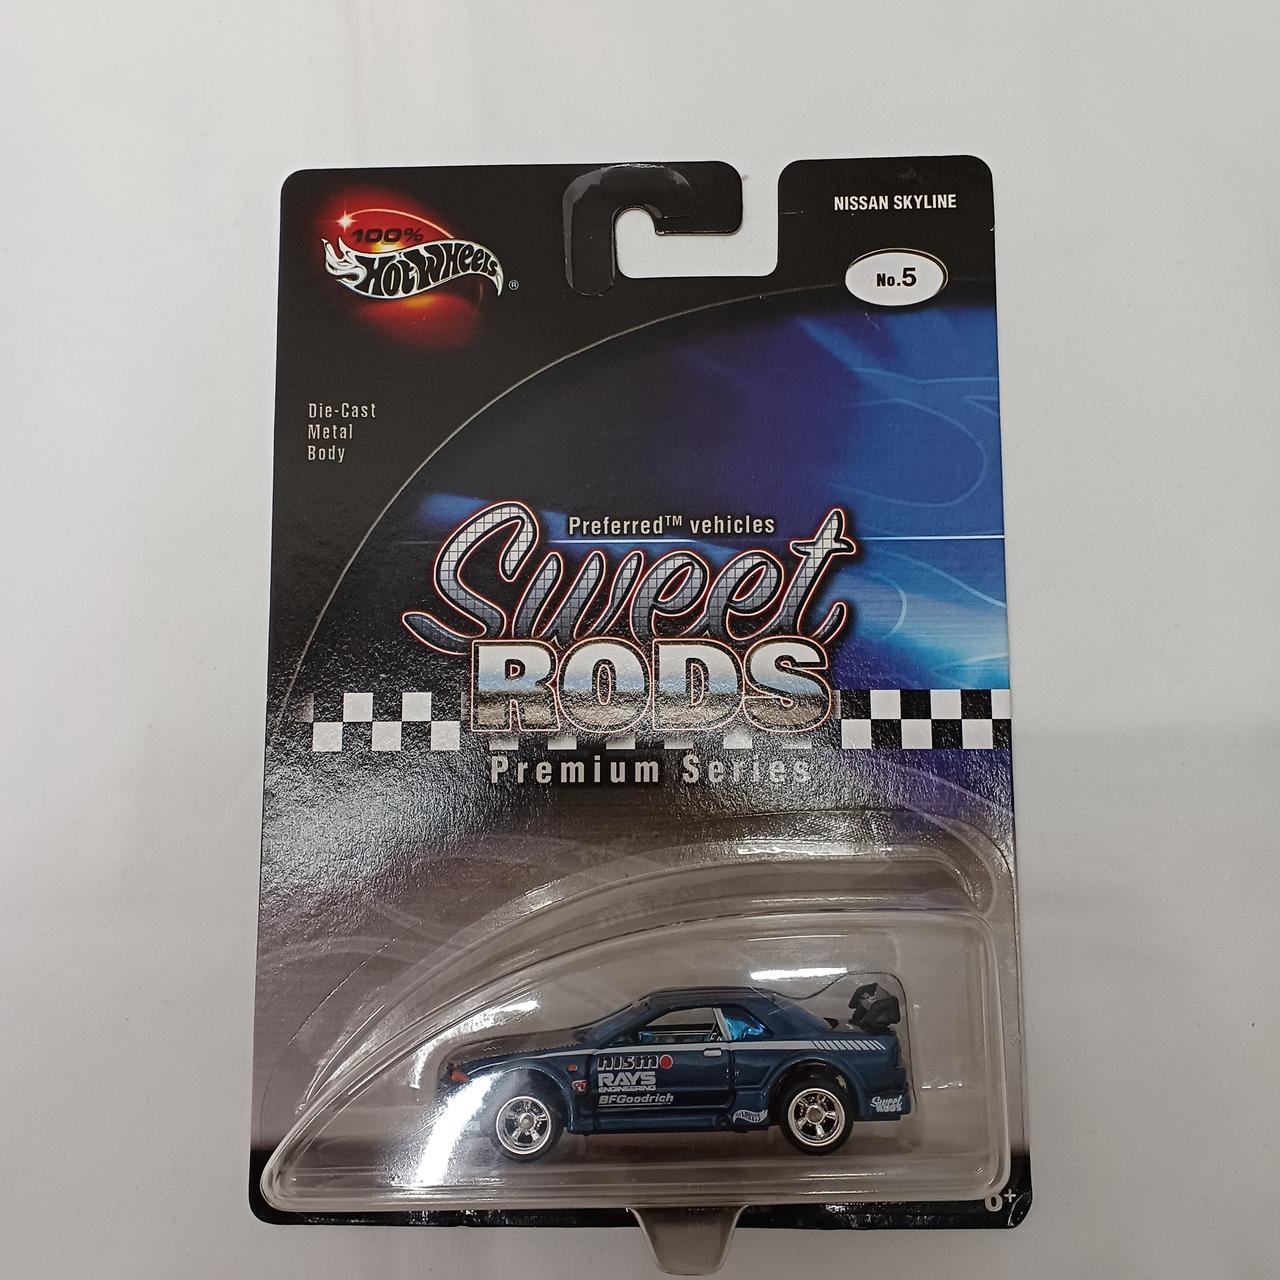 100%
Hot Wheels®
NISSAN SKYLINE
No.5
Die-Cast
Metal
Body
Preferred™ vehicles
Sweet
RODS
Premium Series
nismo
RAYS
ENGINEERING
BFGoodrich
Sweet
RODS
6+